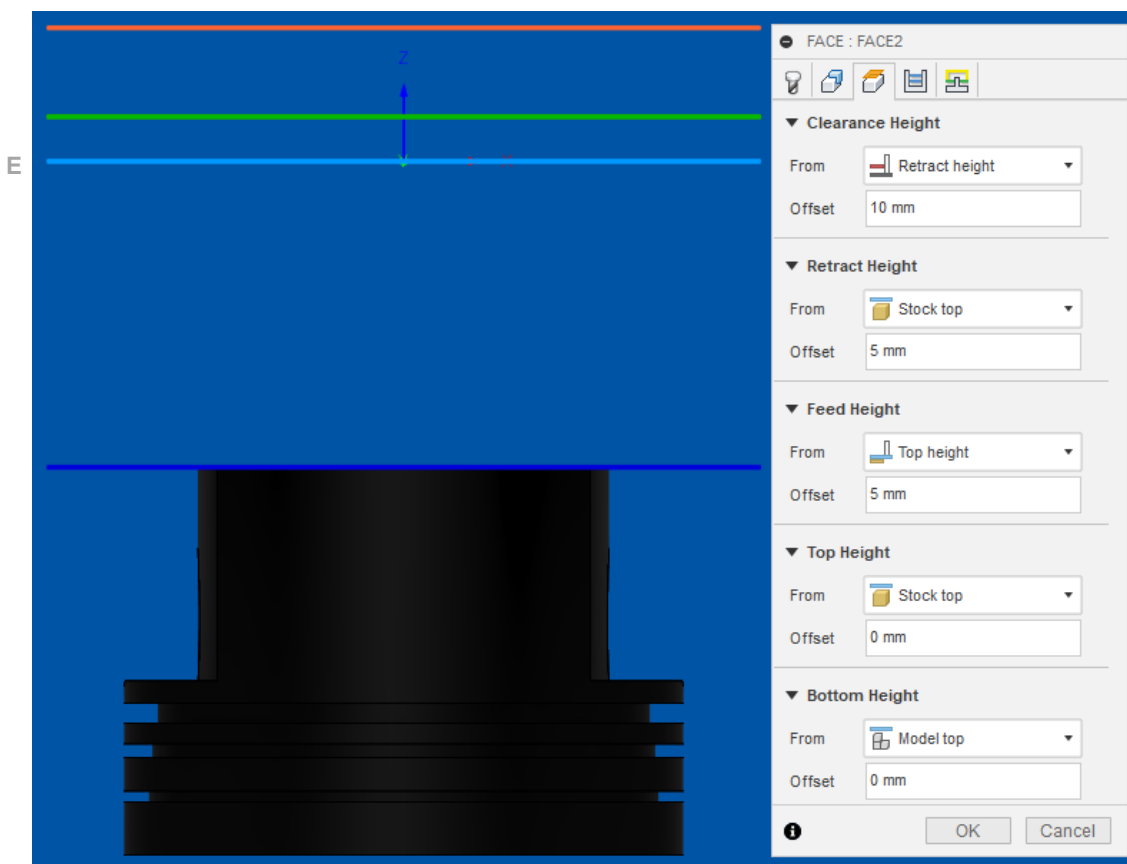 E
Z
FACE : FACE2
Clearance Height
From Retract height
Offset 10 mm
Retract Height
From Stock top
Offset 5 mm
Feed Height
From Top height
Offset 5 mm
Top Height
From Stock top
Offset 0 mm
Bottom Height
From Model top
Offset 0 mm
OK Cancel